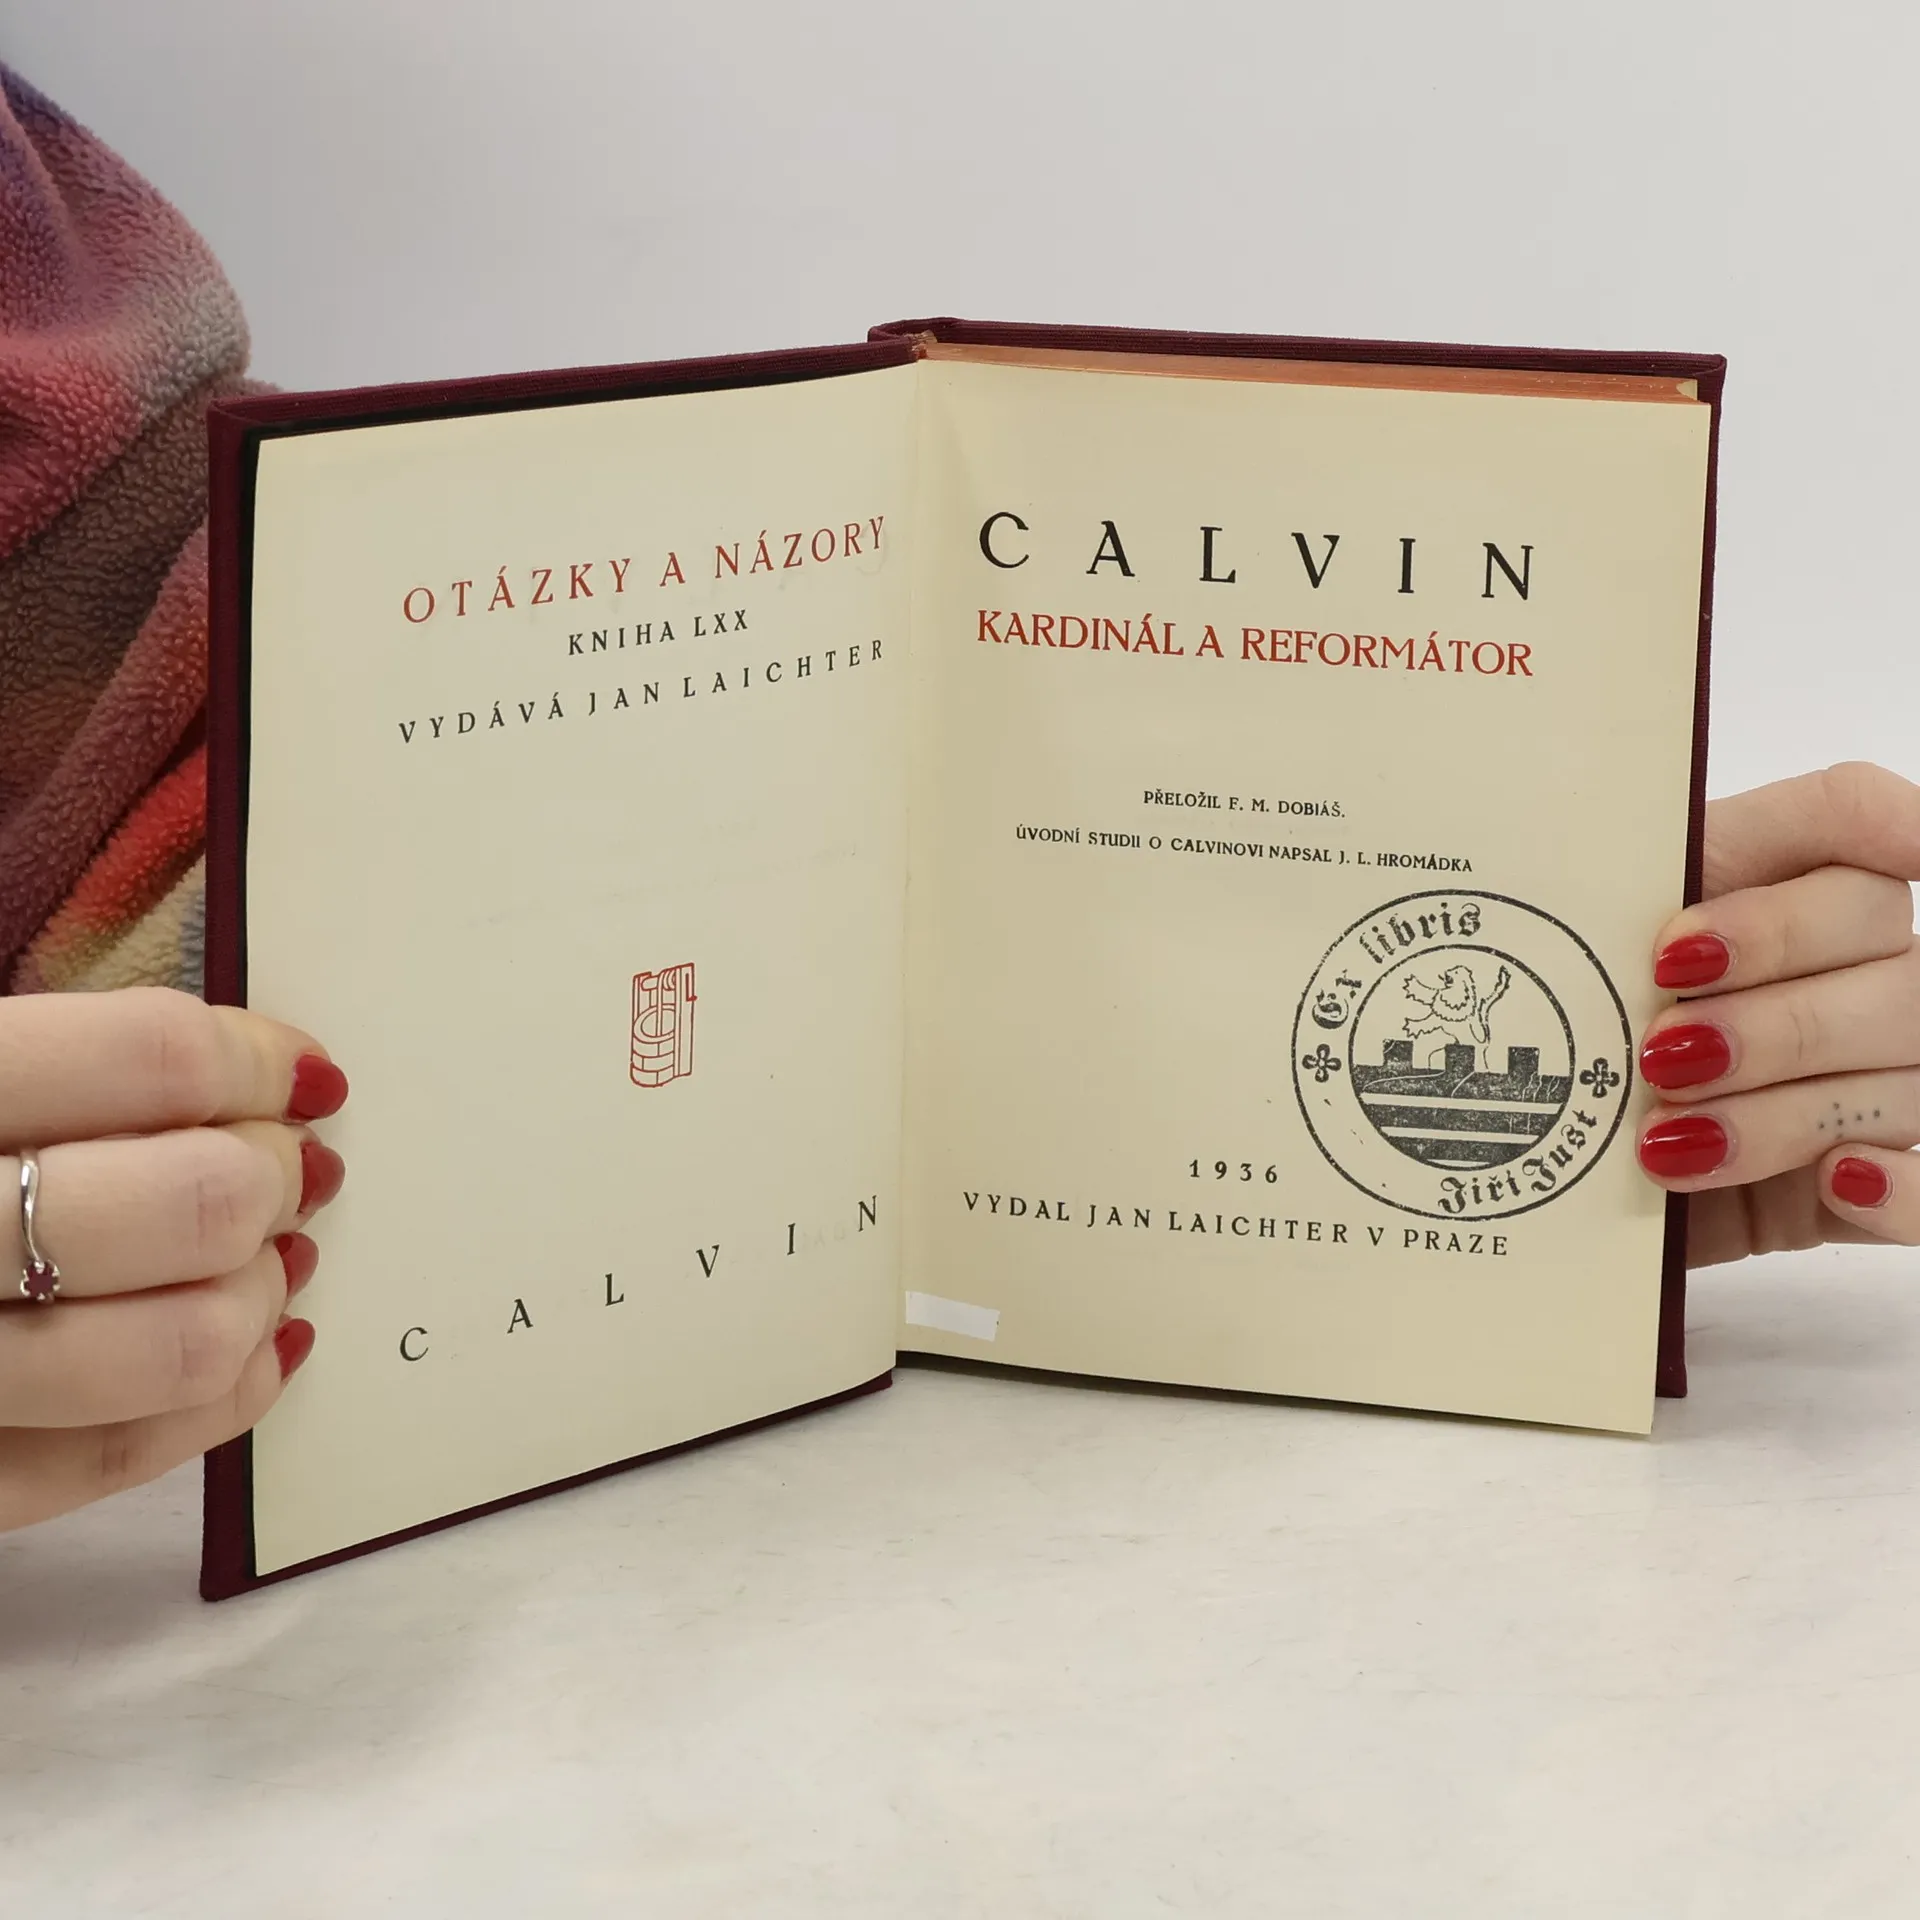 OTÁZKY A NÁZORY
KNIHA LXX
VYDÁVÁ JAN LAICHTER
CALVIN
CALVIN
KARDINÁL A REFORMÁTOR
PŘELOŽIL F. M. DOBIÁŠ.
ÚVODNÍ STUDII O CALVINOVI NAPSAL J. L. HROMÁDKA
Ex libris
Jiří Just
1936
VYDAL JAN LAICHTER V PRAZE